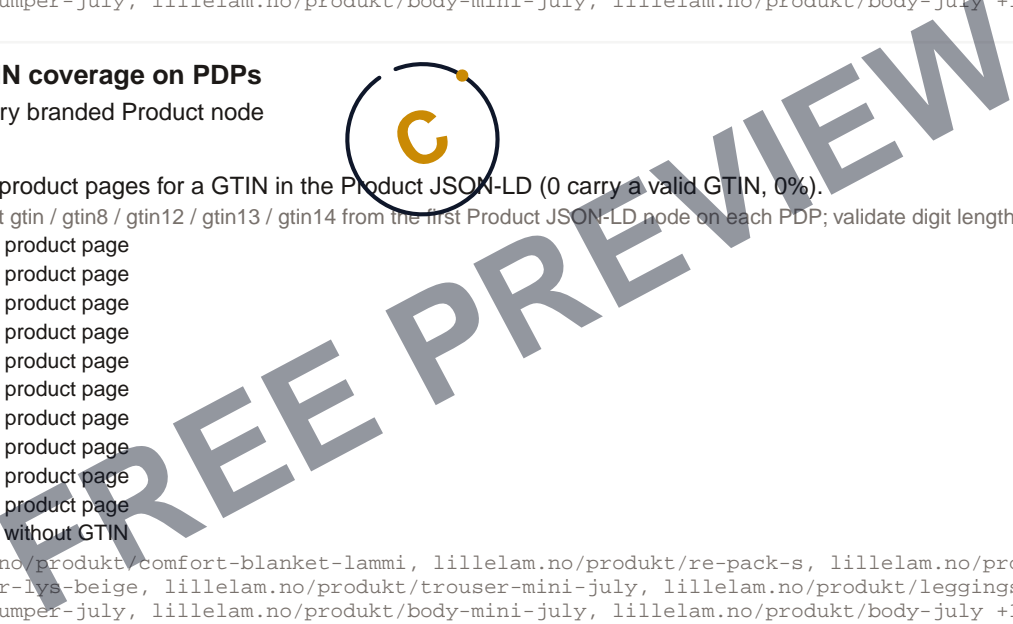 umper-july, lillelam.no/produkt/body-mini-july, lillelam.no/produkt/body-july
N coverage on PDPs
ry branded Product node
C
product pages for a GTIN in the Product JSON-LD (0 carry a valid GTIN, 0%).
t gtin / gtin8 / gtin12 / gtin13 / gtin14 from the first Product JSON-LD node on each PDP; validate digit length
product page
product page
product page
product page
product page
product page
product page
product page
product page
product page
without GTIN
no/produkt/comfort-blanket-lammi, lillelam.no/produkt/re-pack-s, lillelam.no/pro
r-lys-beige, lillelam.no/produkt/trouser-mini-july, lillelam.no/produkt/leggings
umper-july, lillelam.no/produkt/body-mini-july, lillelam.no/produkt/body-july
FREE PREVIEW